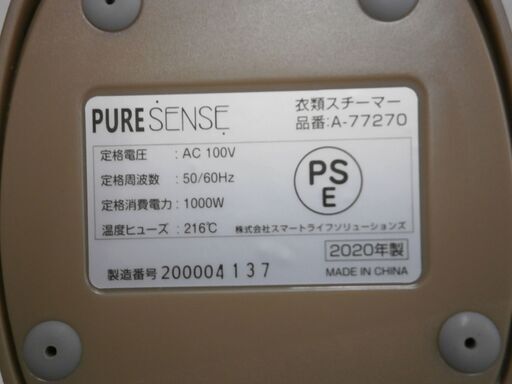 PURE SENSE
衣類スチーマー
品番:A-77270
定格電圧 : AC 100V
定格周波数 : 50/60Hz
定格消費電力 : 1000W
温度ヒューズ : 216℃
PS
E
株式会社スマートライフソリューションズ
2020年製
製造番号 200004137
MADE IN CHINA